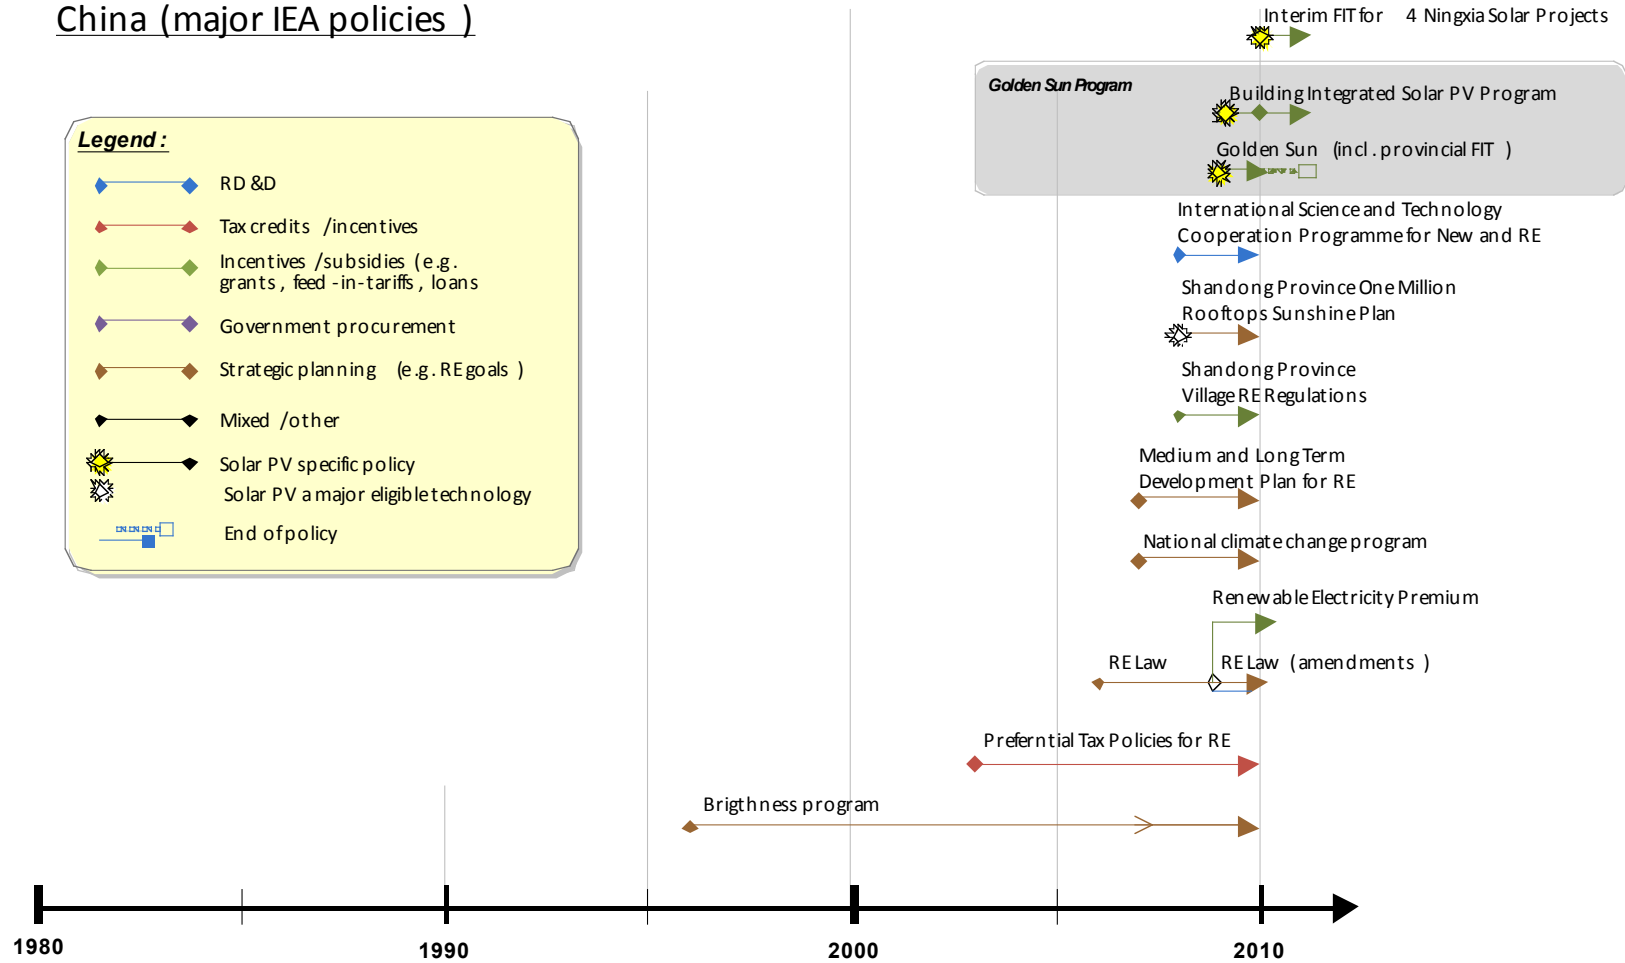 China (major IEA policies )
Legend :
RD &D
Tax credits /incentives
Incentives /subsidies (e.g.
grants , feed -in-tariffs , loans
Government procurement
Strategic planning (e.g. RE goals )
Mixed /other
Solar PV specific policy
Solar PV a major eligible technology
End of policy
Interim FIT for 4 Ningxia Solar Projects
Golden Sun Program
Building Integrated Solar PV Program
Golden Sun (incl . provincial FIT )
International Science and Technology
Cooperation Programme for New and RE
Shandong Province One Million
Rooftops Sunshine Plan
Shandong Province
Village RE Regulations
Medium and Long Term
Development Plan for RE
National climate change program
Renewable Electricity Premium
RE Law
RE Law (amendments )
Preferntial Tax Policies for RE
Brigthness program
1980
1990
2000
2010